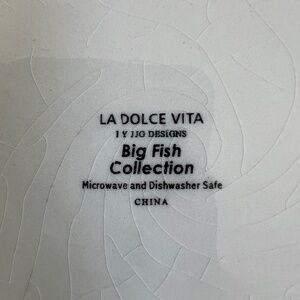 LA DOLCE VITA
I Y JJG DESIGNS
Big Fish
Collection
Microwave and Dishwasher Safe
CHINA